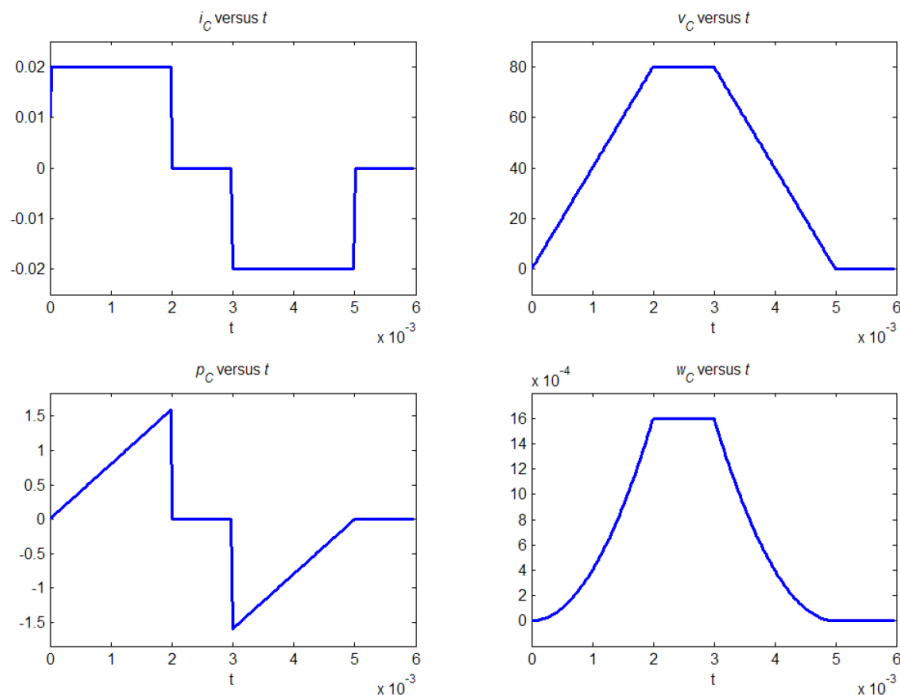 i_C versus t
0.02
0.01
0
-0.01
-0.02
0 1 2 3 4 5 6
t
x 10^-3
v_C versus t
80
60
40
20
0
0 1 2 3 4 5 6
t
x 10^-3
p_C versus t
1.5
1
0.5
0
-0.5
-1
-1.5
0 1 2 3 4 5 6
t
x 10^-3
w_C versus t
x 10^-4
16
14
12
10
8
6
4
2
0
0 1 2 3 4 5 6
t
x 10^-3